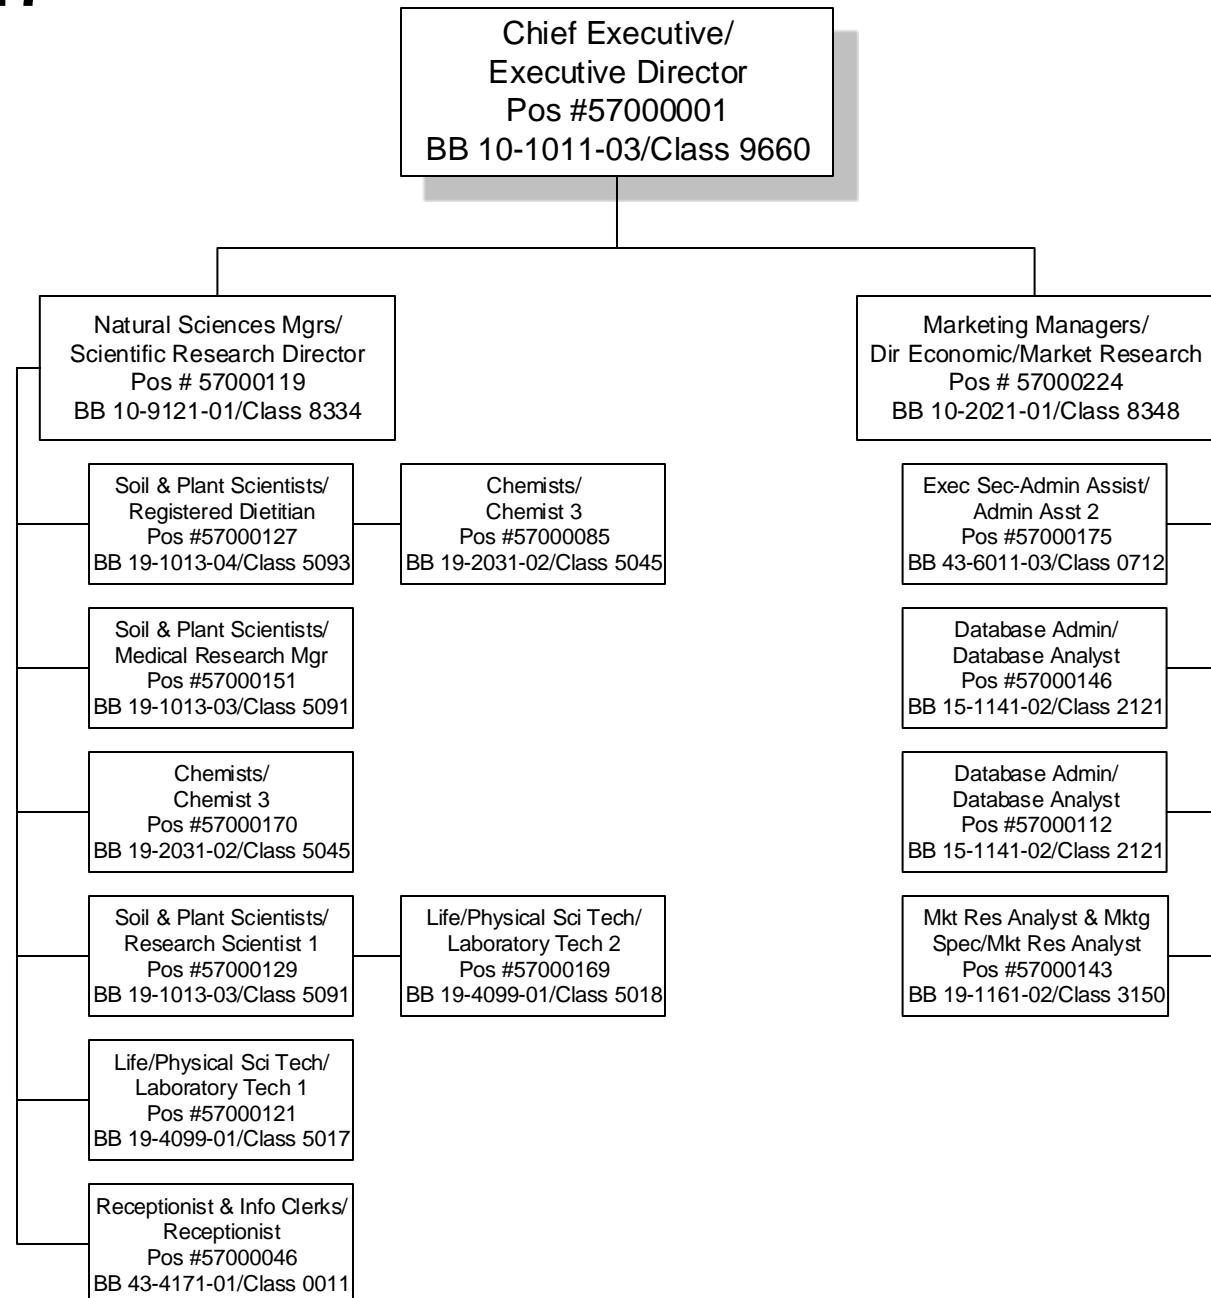 Chief Executive/
Executive Director
Pos #57000001
BB 10-1011-03/Class 9660
Natural Sciences Mgrs/
Scientific Research Director
Pos # 57000119
BB 10-9121-01/Class 8334
Marketing Managers/
Dir Economic/Market Research
Pos # 57000224
BB 10-2021-01/Class 8348
Soil & Plant Scientists/
Registered Dietitian
Pos #57000127
BB 19-1013-04/Class 5093
Chemists/
Chemist 3
Pos #57000085
BB 19-2031-02/Class 5045
Exec Sec-Admin Assist/
Admin Asst 2
Pos #57000175
BB 43-6011-03/Class 0712
Soil & Plant Scientists/
Medical Research Mgr
Pos #57000151
BB 19-1013-03/Class 5091
Database Admin/
Database Analyst
Pos #57000146
BB 15-1141-02/Class 2121
Chemists/
Chemist 3
Pos #57000170
BB 19-2031-02/Class 5045
Database Admin/
Database Analyst
Pos #57000112
BB 15-1141-02/Class 2121
Soil & Plant Scientists/
Research Scientist 1
Pos #57000129
BB 19-1013-03/Class 5091
Life/Physical Sci Tech/
Laboratory Tech 2
Pos #57000169
BB 19-4099-01/Class 5018
Mkt Res Analyst & Mktg
Spec/Mkt Res Analyst
Pos #57000143
BB 19-1161-02/Class 3150
Life/Physical Sci Tech/
Laboratory Tech 1
Pos #57000121
BB 19-4099-01/Class 5017
Receptionist & Info Clerks/
Receptionist
Pos #57000046
BB 43-4171-01/Class 0011